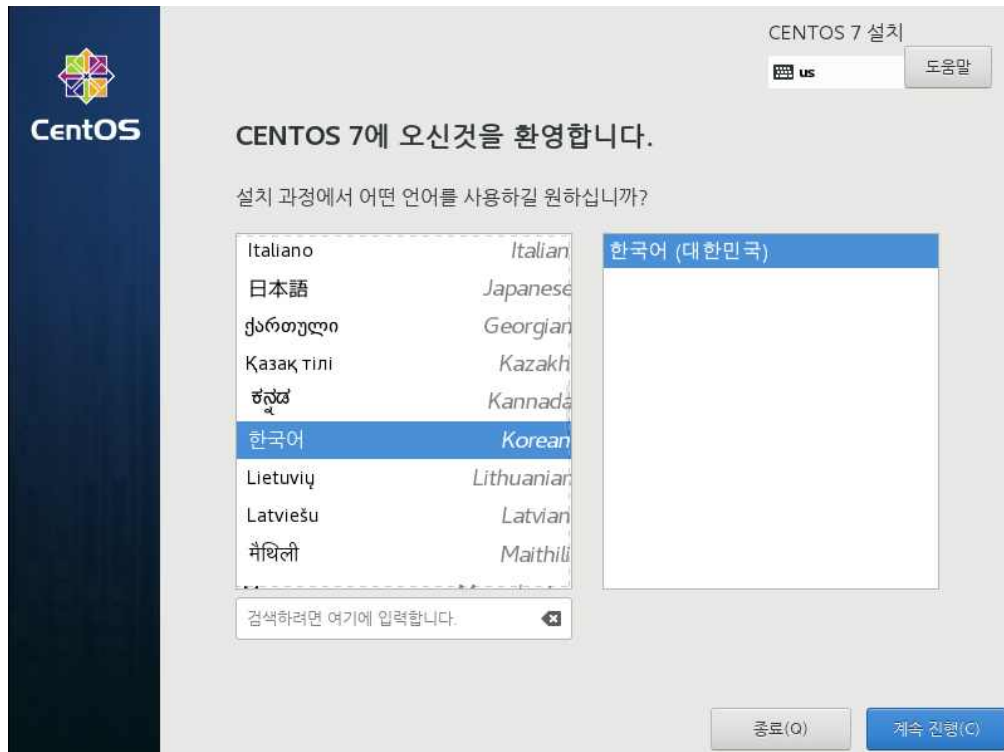 CENTOS 7 설치
us
도움말
CentOS
CENTOS 7에 오신것을 환영합니다.
설치 과정에서 어떤 언어를 사용하길 원하십니까?
Italiano Italian
日本語 Japanese
ქართული Georgian
Қазақ тілі Kazakh
ಕನ್ನಡ Kannada
한국어 Korean
Lietuvių Lithuanian
Latviešu Latvian
मैथिली Maithili
한국어 (대한민국)
검색하려면 여기에 입력합니다.
종료(Q)
계속 진행(C)